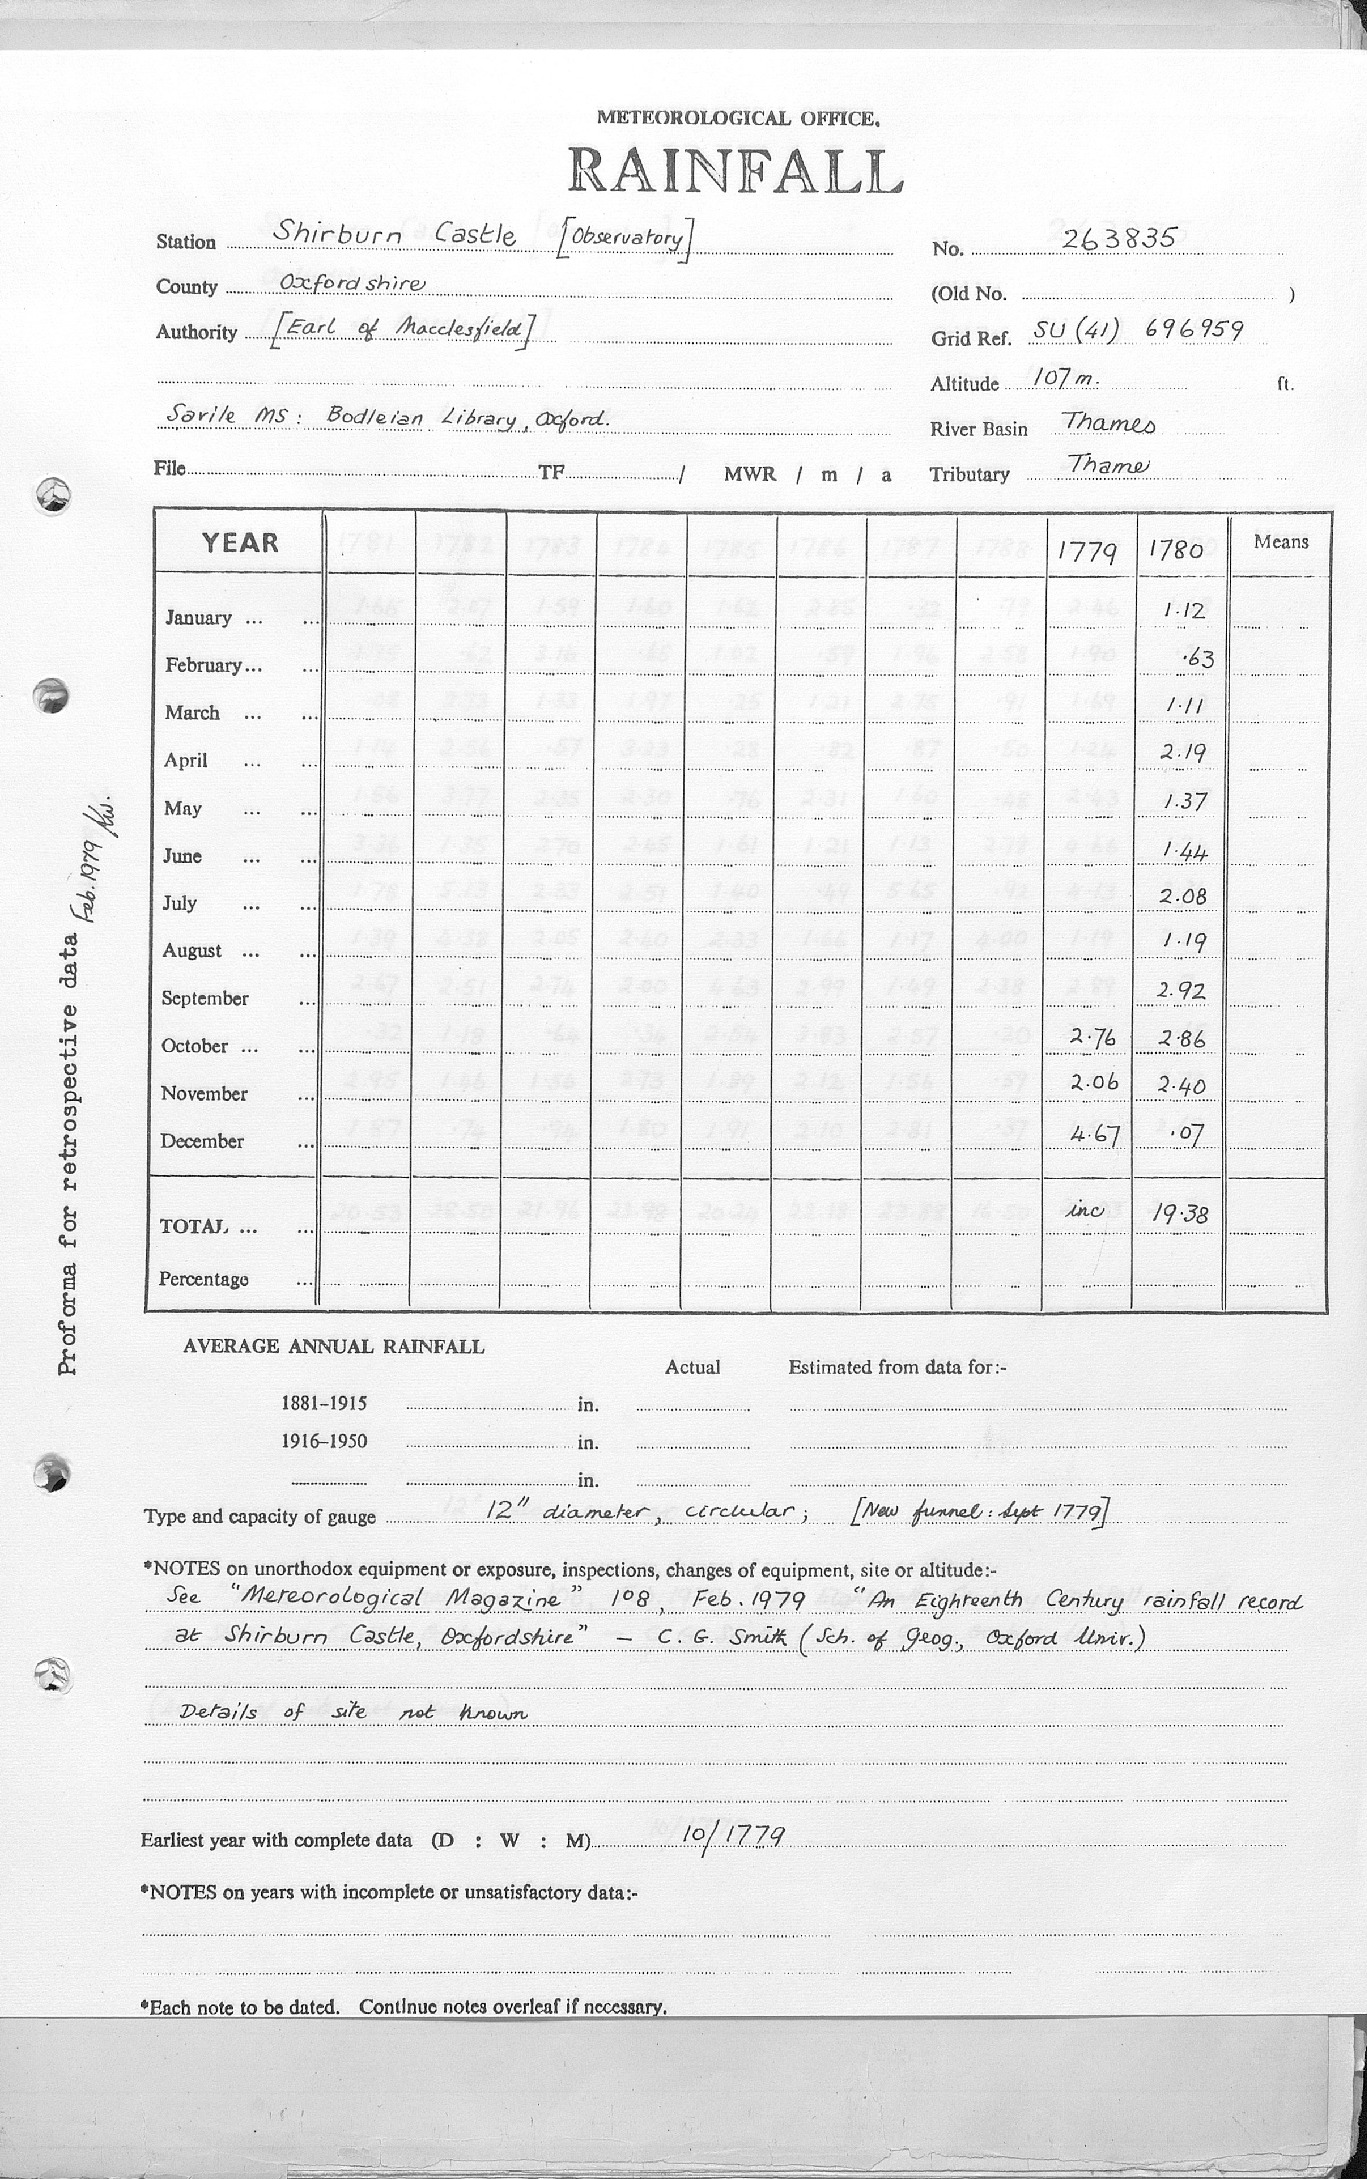 METEOROLOGICAL OFFICE.
RAINFALL
Station Shirburn Castle [Observatory] No. 263835
County Oxfordshire (Old No. )
Authority [Earl of Macclesfield] Grid Ref. SU (41) 696959
Altitude 107 m. ft.
Savile MS: Bodleian Library, Oxford. River Basin Thames
File TF / MWR / m / a Tributary Thame
YEAR 1779 1780 Means
January ... ... 1.12
February... ... .63
March ... ... 1.11
April ... ... 2.19
May ... ... 1.37
June ... ... 1.44
July ... ... 2.08
August ... ... 1.19
September ... 2.92
October ... ... 2.76 2.86
November ... 2.06 2.40
December ... 4.67 .07
TOTAL ... ... inc 19.38
Percentage ...
AVERAGE ANNUAL RAINFALL
Actual Estimated from data for:-
1881-1915 in.
1916-1950 in.
in.
Type and capacity of gauge 12" diameter, circular; [New funnel: Sept 1779]
*NOTES on unorthodox equipment or exposure, inspections, changes of equipment, site or altitude:-
See "Meteorological Magazine" 108, Feb. 1979 "An Eighteenth Century rainfall record
at Shirburn Castle, Oxfordshire" - C. G. Smith (Sch. of Geog., Oxford Univ.)
Details of site not known
Earliest year with complete data (D : W : M) 10/1779
*NOTES on years with incomplete or unsatisfactory data:-
*Each note to be dated. Continue notes overleaf if necessary.
Proforma for retrospective data Feb. 1979